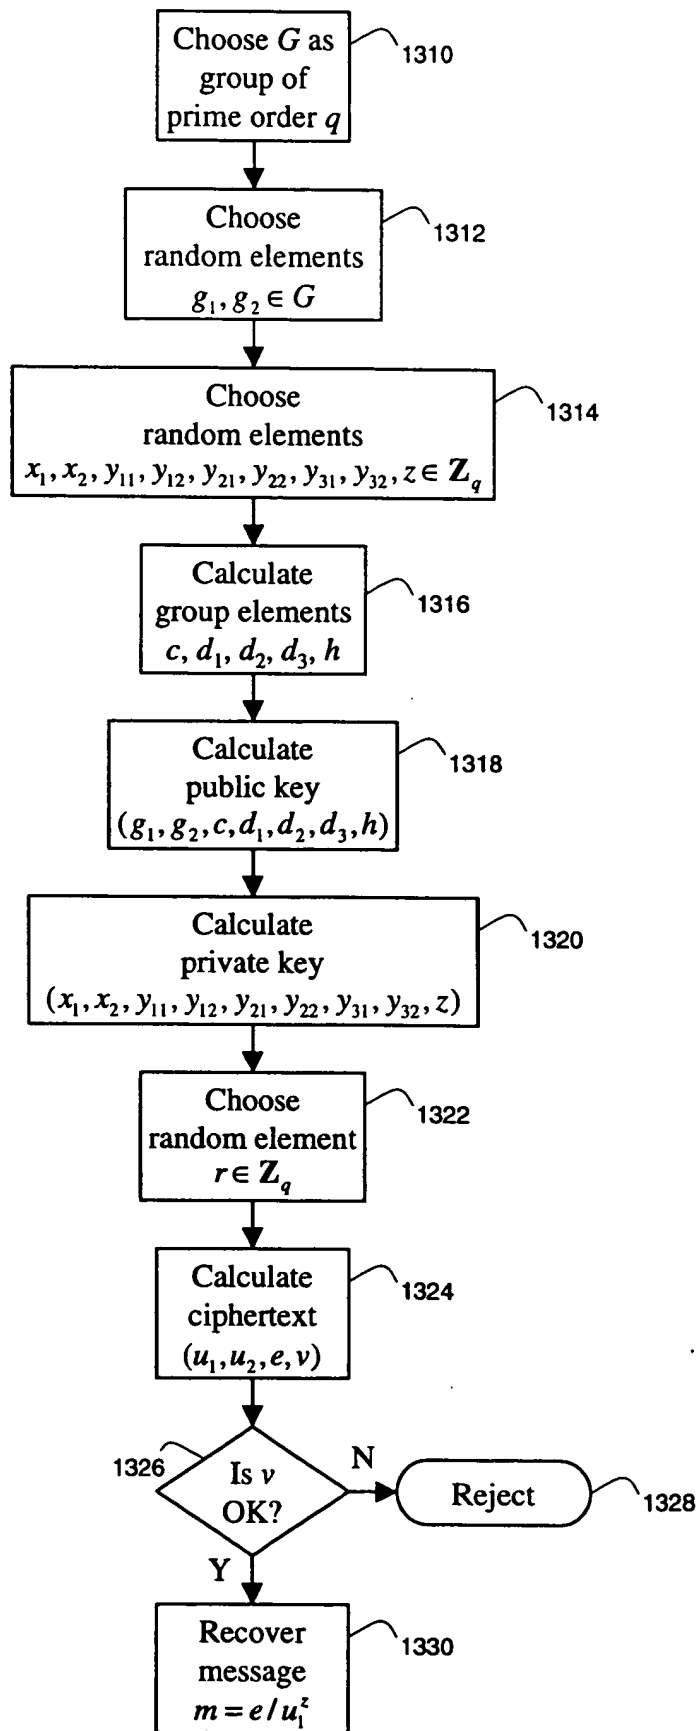 Choose G as
group of
prime order q
1310
Choose
random elements
g₁, g₂ ∈ G
1312
Choose
random elements
x₁, x₂, y₁₁, y₁₂, y₂₁, y₂₂, y₃₁, y₃₂, z ∈ Z_q
1314
Calculate
group elements
c, d₁, d₂, d₃, h
1316
Calculate
public key
(g₁, g₂, c, d₁, d₂, d₃, h)
1318
Calculate
private key
(x₁, x₂, y₁₁, y₁₂, y₂₁, y₂₂, y₃₁, y₃₂, z)
1320
Choose
random element
r ∈ Z_q
1322
Calculate
ciphertext
(u₁, u₂, e, v)
1324
1326
Is v
OK?
N
Reject
1328
Y
Recover
message
m = e / u₁^z
1330